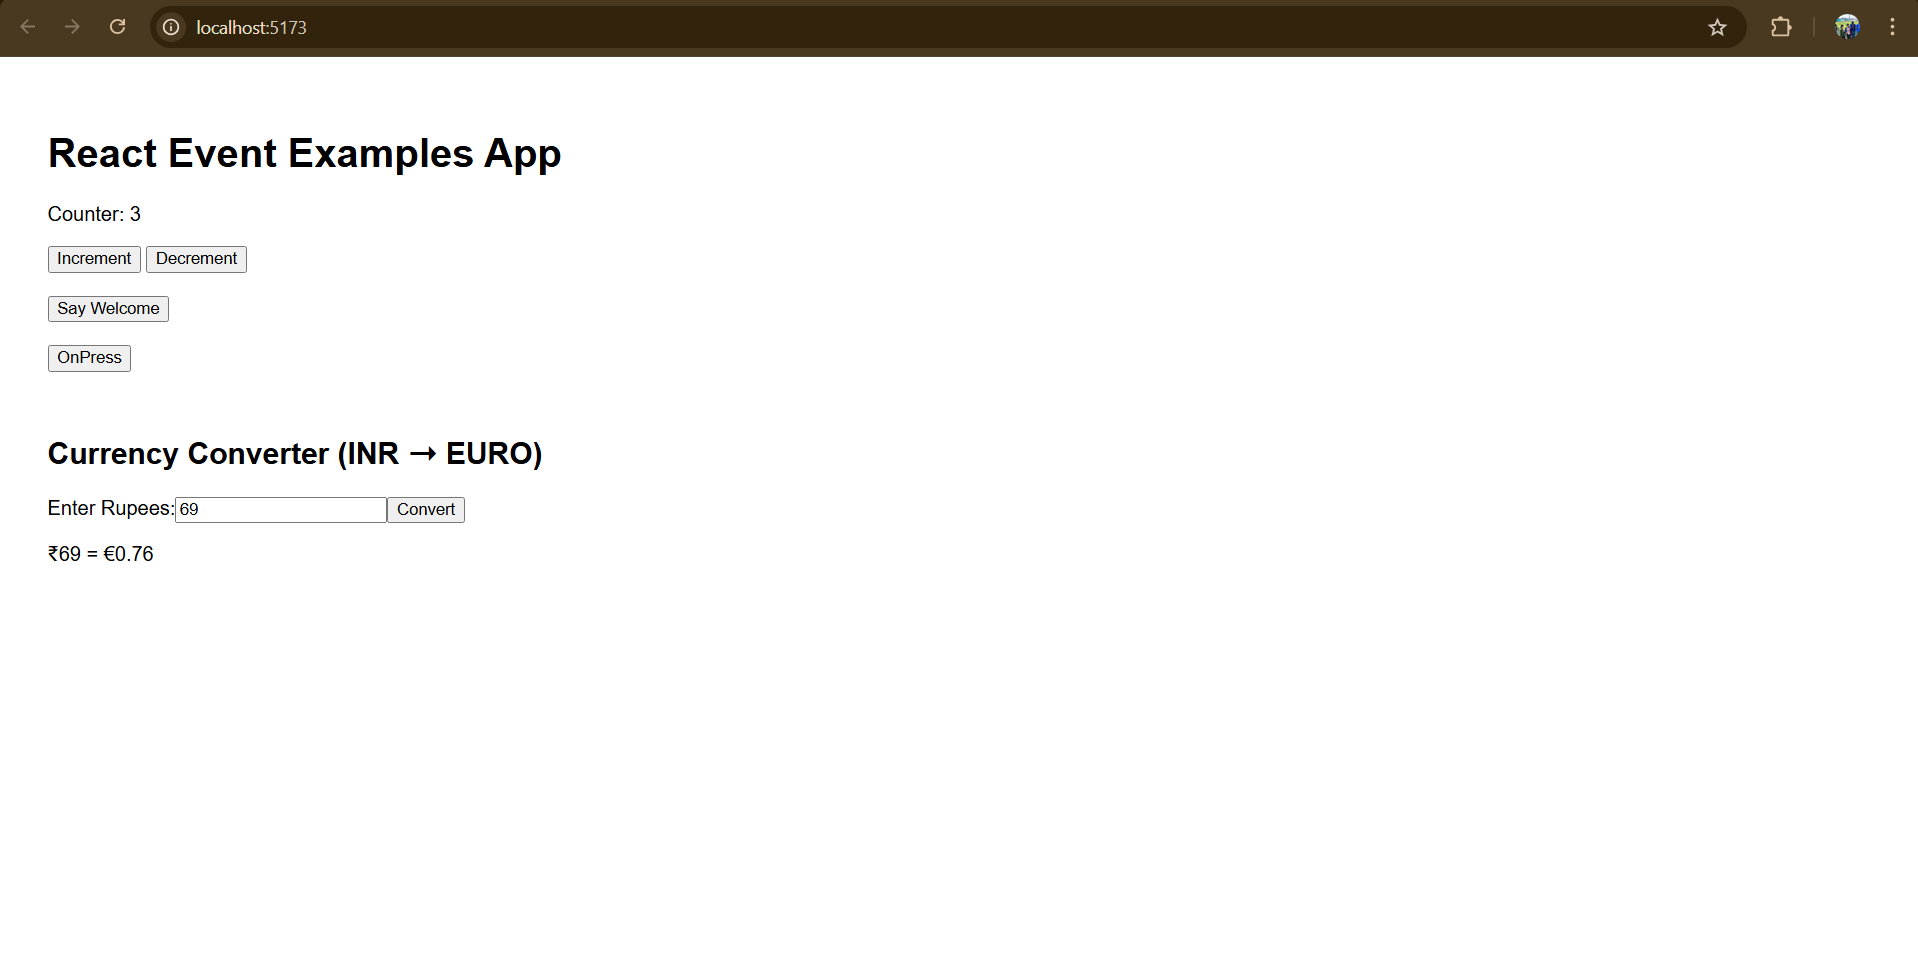 localhost:5173
React Event Examples App
Counter: 3
Increment Decrement
Say Welcome
OnPress
Currency Converter (INR → EURO)
Enter Rupees: 69 Convert
₹69 = €0.76